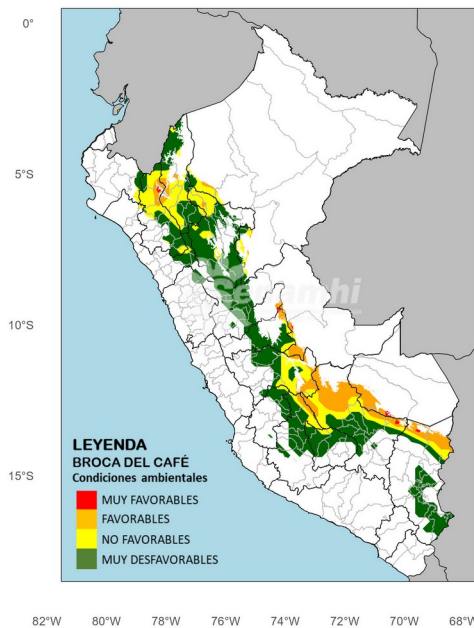 0°
5°S
10°S
15°S
Senamhi
LEYENDA
BROCA DEL CAFÉ
Condiciones ambientales
MUY FAVORABLES
FAVORABLES
NO FAVORABLES
MUY DESFAVORABLES
82°W 80°W 78°W 76°W 74°W 72°W 70°W 68°W